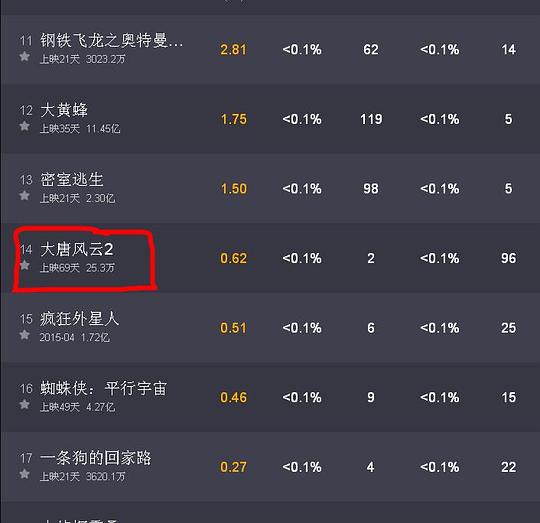 11 钢铁飞龙之奥特曼... 2.81 <0.1% 62 <0.1% 14
上映21天 3023.2万
12 大黄蜂 1.75 <0.1% 119 <0.1% 5
上映35天 11.45亿
13 密室逃生 1.50 <0.1% 98 <0.1% 5
上映21天 2.30亿
14 大唐风云2 0.62 <0.1% 2 <0.1% 96
上映69天 25.3万
15 疯狂外星人 0.51 <0.1% 6 <0.1% 25
2015-04 1.72亿
16 蜘蛛侠：平行宇宙 0.46 <0.1% 9 <0.1% 15
上映49天 4.27亿
17 一条狗的回家路 0.27 <0.1% 4 <0.1% 22
上映21天 3620.1万